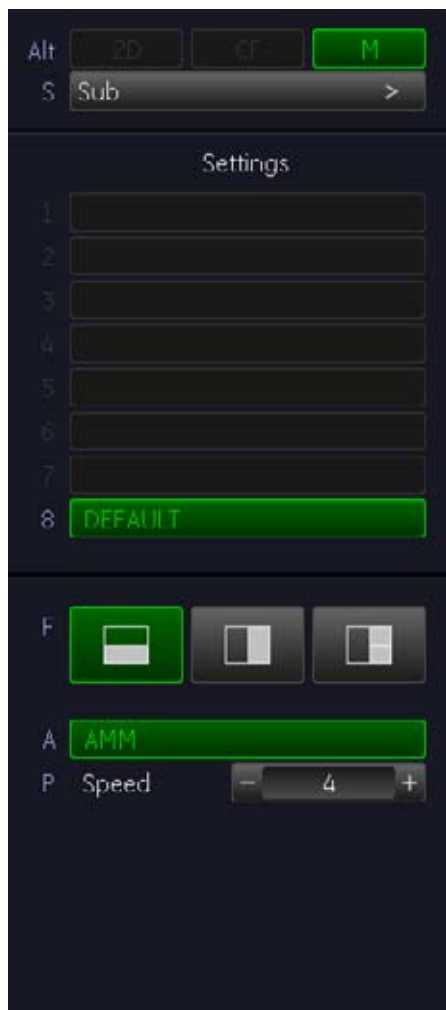 Alt 2D CF M
S Sub >
Settings
1
2
3
4
5
6
7
8 DEFAULT
F
A AMM
P Speed − 4 +